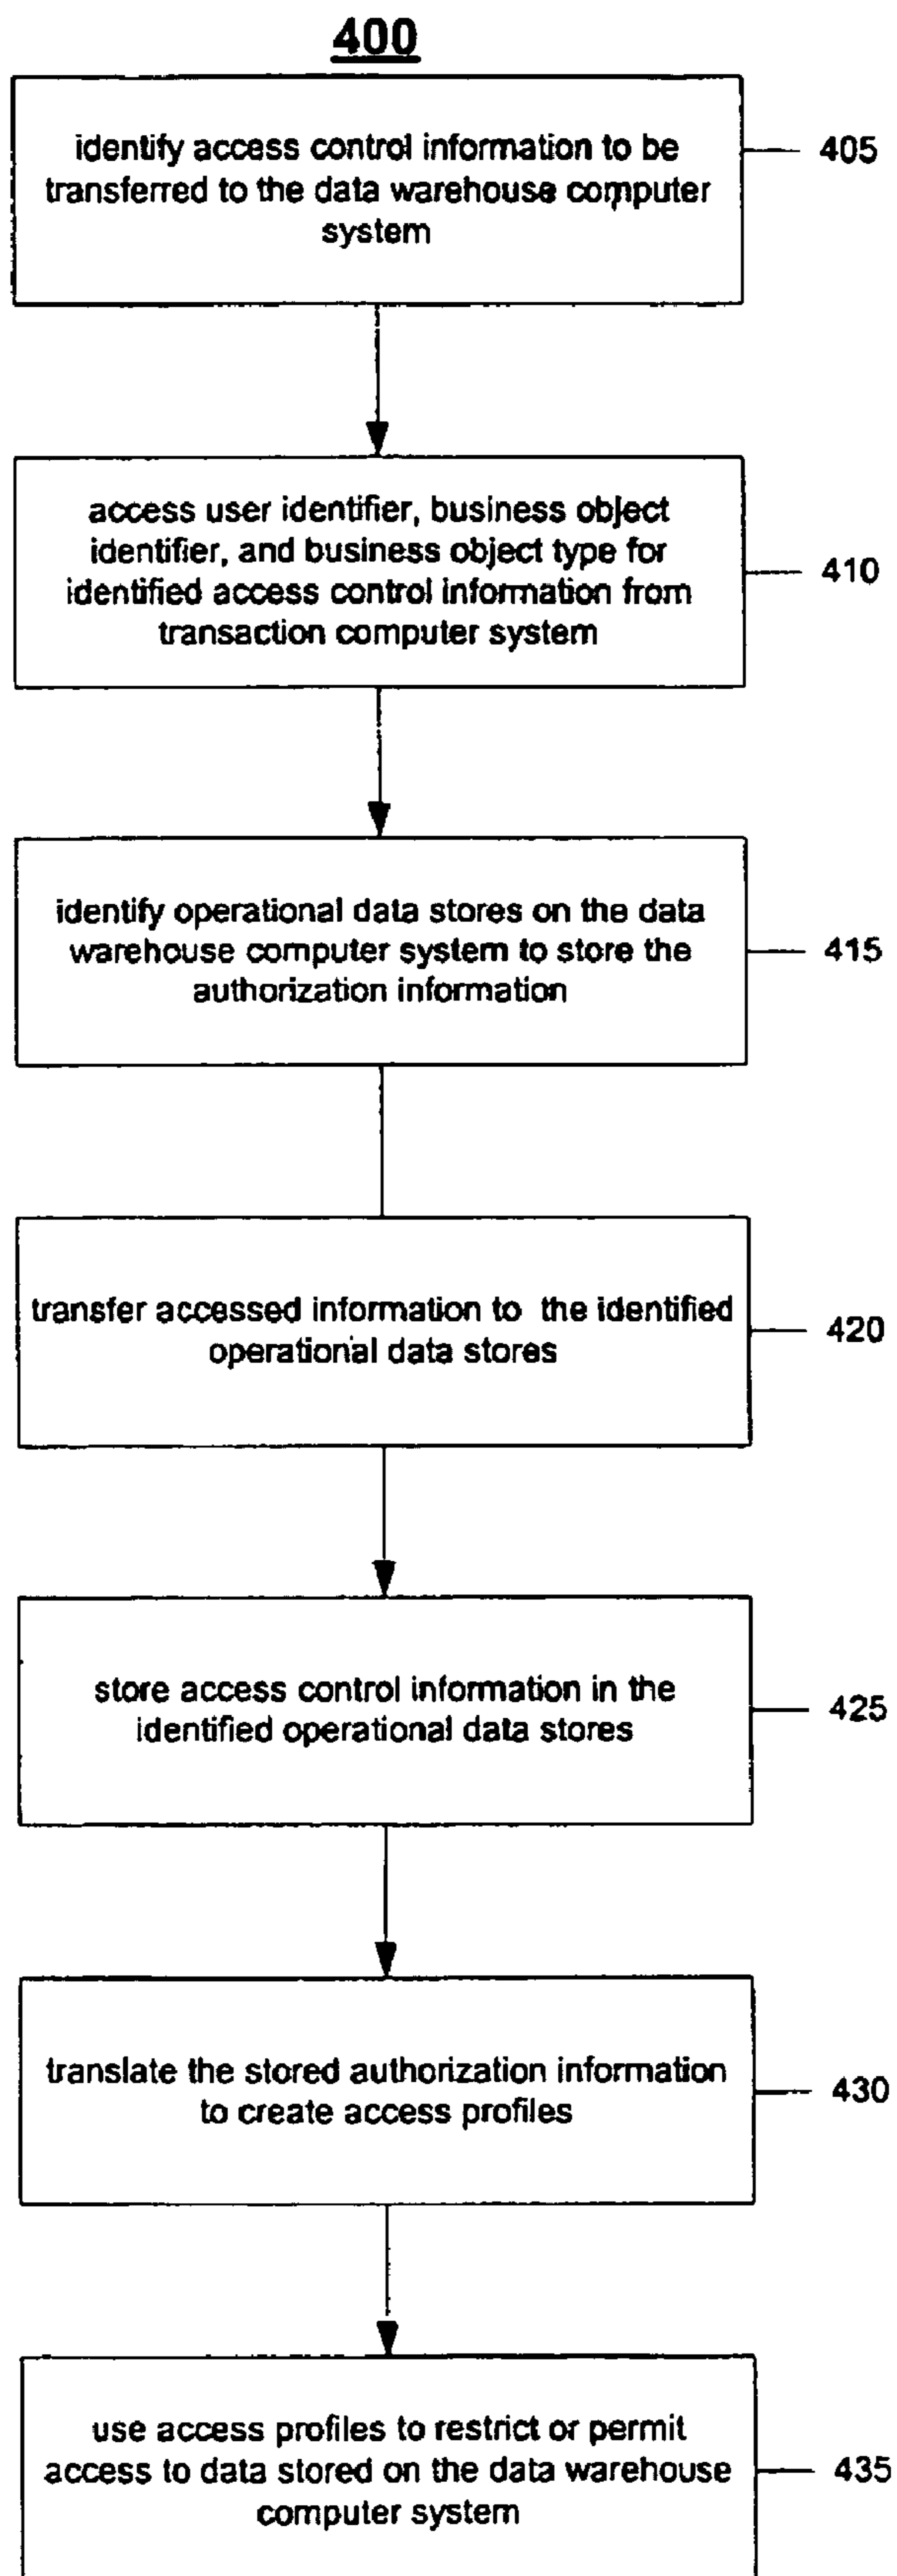 400
identify access control information to be
transferred to the data warehouse computer
system
405
access user identifier, business object
identifier, and business object type for
identified access control information from
transaction computer system
410
identify operational data stores on the data
warehouse computer system to store the
authorization information
415
transfer accessed information to the identified
operational data stores
420
store access control information in the
identified operational data stores
425
translate the stored authorization information
to create access profiles
430
use access profiles to restrict or permit
access to data stored on the data warehouse
computer system
435